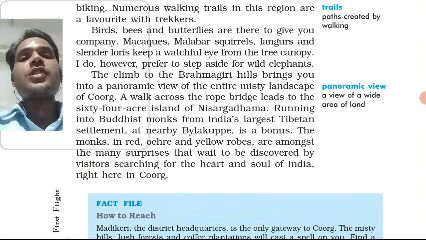 biking. Numerous walking trails in this region are
a favourite with trekkers.
Birds, bees and butterflies are there to give you
company. Macaques, Malabar squirrels, langurs and
slender loris keep a watchful eye from the tree canopy.
I do, however, prefer to step aside for wild elephants.
The climb to the Brahmagiri hills brings you
into a panoramic view of the entire misty landscape
of Coorg. A walk across the rope bridge leads to the
sixty-four-acre island of Nisargadhama. Running
into Buddhist monks from India's largest Tibetan
settlement, at nearby Bylakuppe, is a bonus. The
monks, in red, ochre and yellow robes, are amongst
the many surprises that wait to be discovered by
visitors searching for the heart and soul of India,
right here in Coorg.
trails
paths created by
walking
panoramic view
a view of a wide
area of land
First Flight
FACT FILE
How to Reach
Madikeri, the district headquarters, is the only gateway to Coorg. The misty
hills, lush forests and coffee plantations will cast a spell on you. Find a